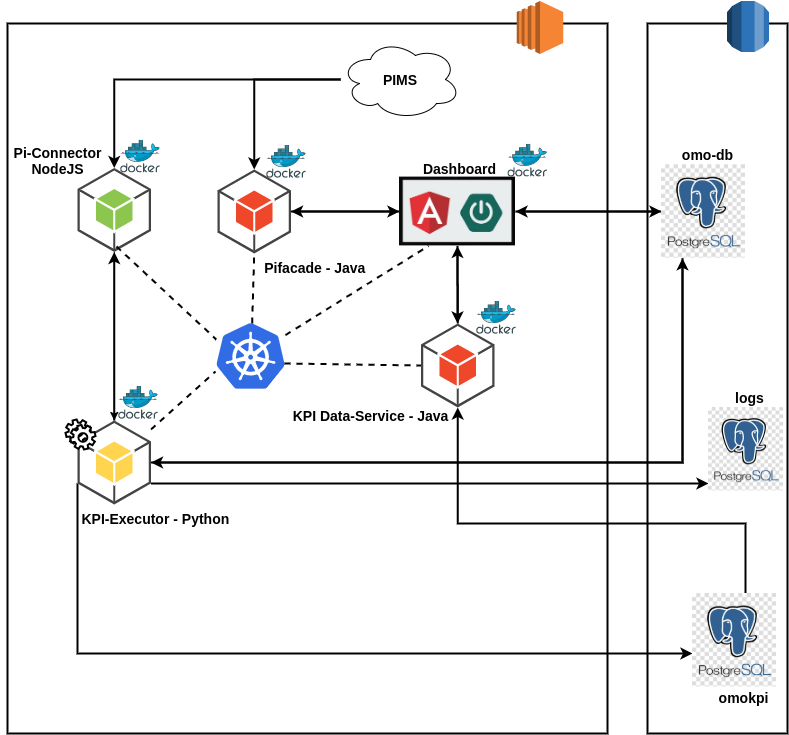 PIMS
Pi-Connector
NodeJS
docker
docker
Dashboard
docker
omo-db
PostgreSQL
Pifacade - Java
docker
KPI Data-Service - Java
docker
logs
PostgreSQL
KPI-Executor - Python
PostgreSQL
omokpi